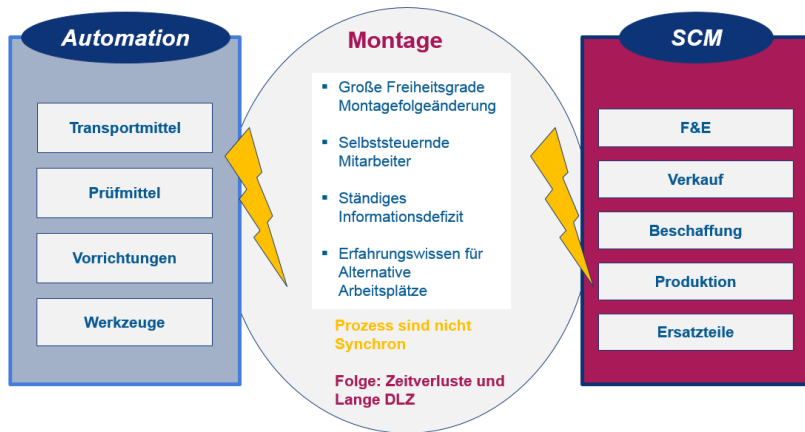 Automation
Transportmittel
Prüfmittel
Vorrichtungen
Werkzeuge
Montage
Große Freiheitsgrade
Montagefolgeänderung
Selbststeuernde
Mitarbeiter
Ständiges
Informationsdefizit
Erfahrungswissen für
Alternative
Arbeitsplätze
Prozess sind nicht
Synchron
Folge: Zeitverluste und
Lange DLZ
SCM
F&E
Verkauf
Beschaffung
Produktion
Ersatzteile